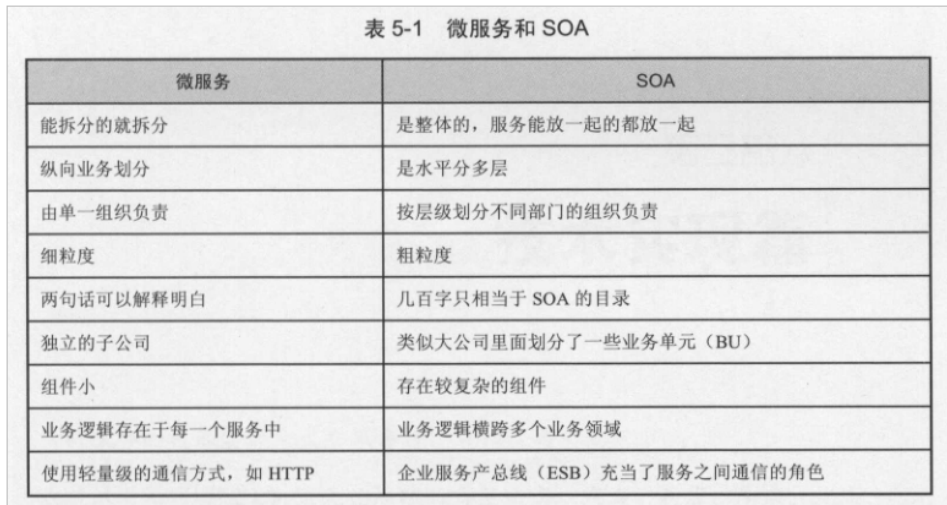 表 5-1 微服务和 SOA
微服务 SOA
能拆分的就拆分 是整体的，服务能放一起的都放一起
纵向业务划分 是水平分多层
由单一组织负责 按层级划分不同部门的组织负责
细粒度 粗粒度
两句话可以解释明白 几百字只相当于 SOA 的目录
独立的子公司 类似大公司里面划分了一些业务单元（BU）
组件小 存在较复杂的组件
业务逻辑存在于每一个服务中 业务逻辑横跨多个业务领域
使用轻量级的通信方式，如 HTTP 企业服务产总线（ESB）充当了服务之间通信的角色